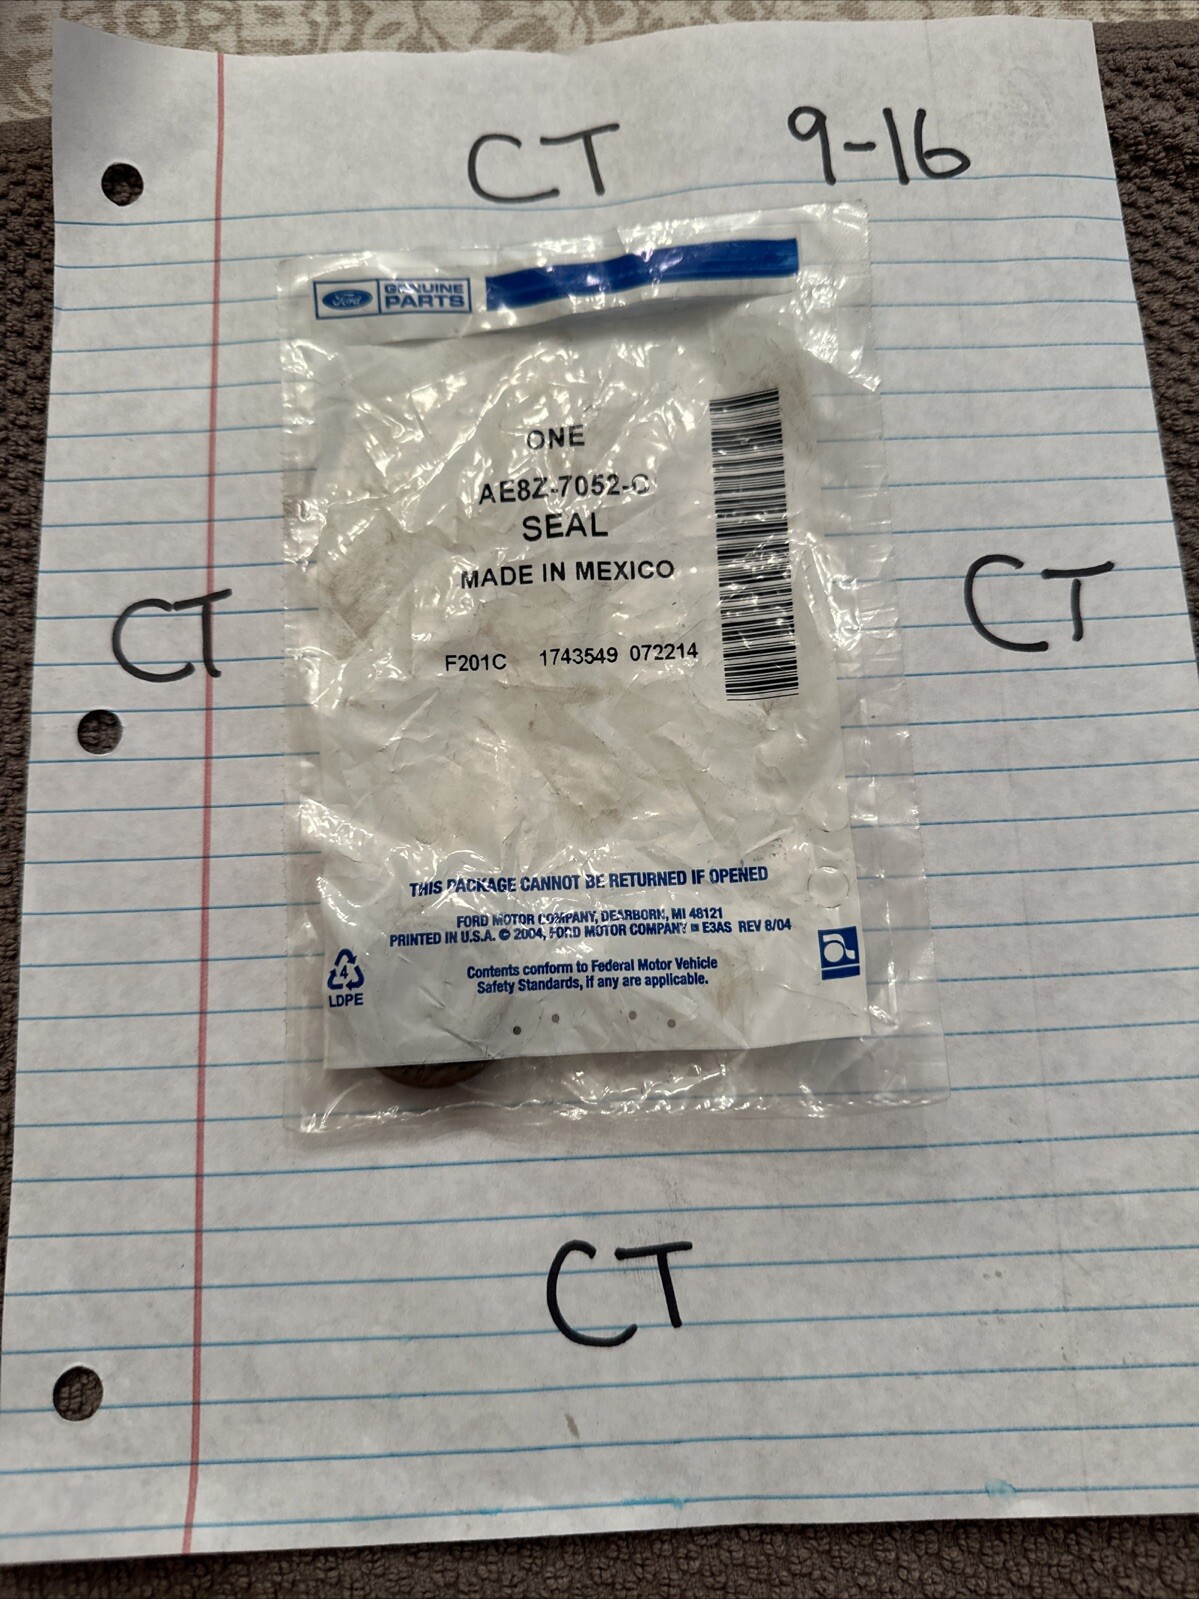 CT 9-16
Ford GENUINE PARTS
ONE
AE8Z-7052-C
SEAL
MADE IN MEXICO
F201C 1743549 072214
CT
CT
THIS PACKAGE CANNOT BE RETURNED IF OPENED
FORD MOTOR COMPANY, DEARBORN, MI 48121
PRINTED IN U.S.A. © 2004, FORD MOTOR COMPANY E3AS REV 8/04
Contents conform to Federal Motor Vehicle
Safety Standards, if any are applicable.
4
LDPE
CT